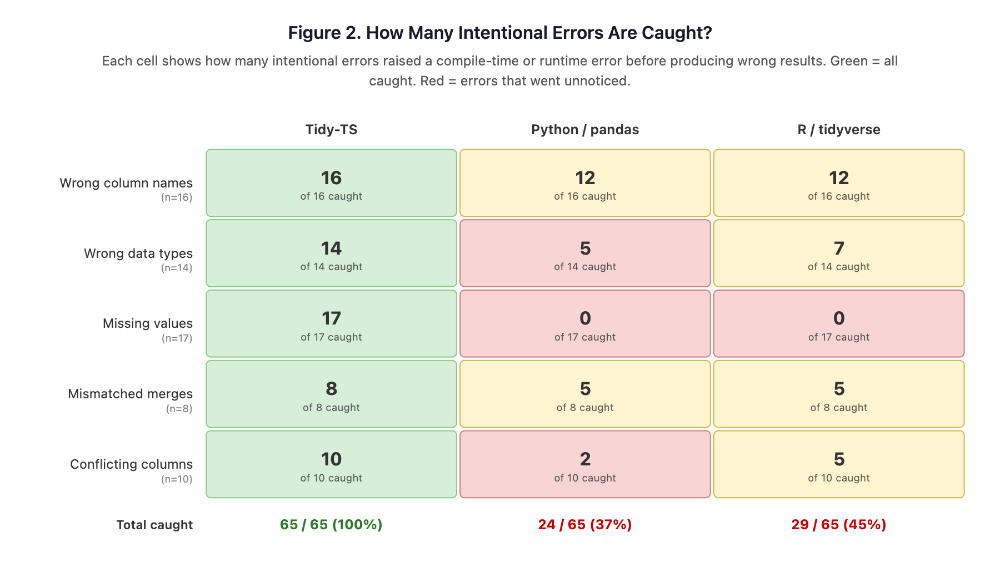 Figure 2. How Many Intentional Errors Are Caught?
Each cell shows how many intentional errors raised a compile-time or runtime error before producing wrong results. Green = all
caught. Red = errors that went unnoticed.
Tidy-TS Python / pandas R / tidyverse
Wrong column names
(n=16)
16
of 16 caught
12
of 16 caught
12
of 16 caught
Wrong data types
(n=14)
14
of 14 caught
5
of 14 caught
7
of 14 caught
Missing values
(n=17)
17
of 17 caught
0
of 17 caught
0
of 17 caught
Mismatched merges
(n=8)
8
of 8 caught
5
of 8 caught
5
of 8 caught
Conflicting columns
(n=10)
10
of 10 caught
2
of 10 caught
5
of 10 caught
Total caught 65 / 65 (100%) 24 / 65 (37%) 29 / 65 (45%)